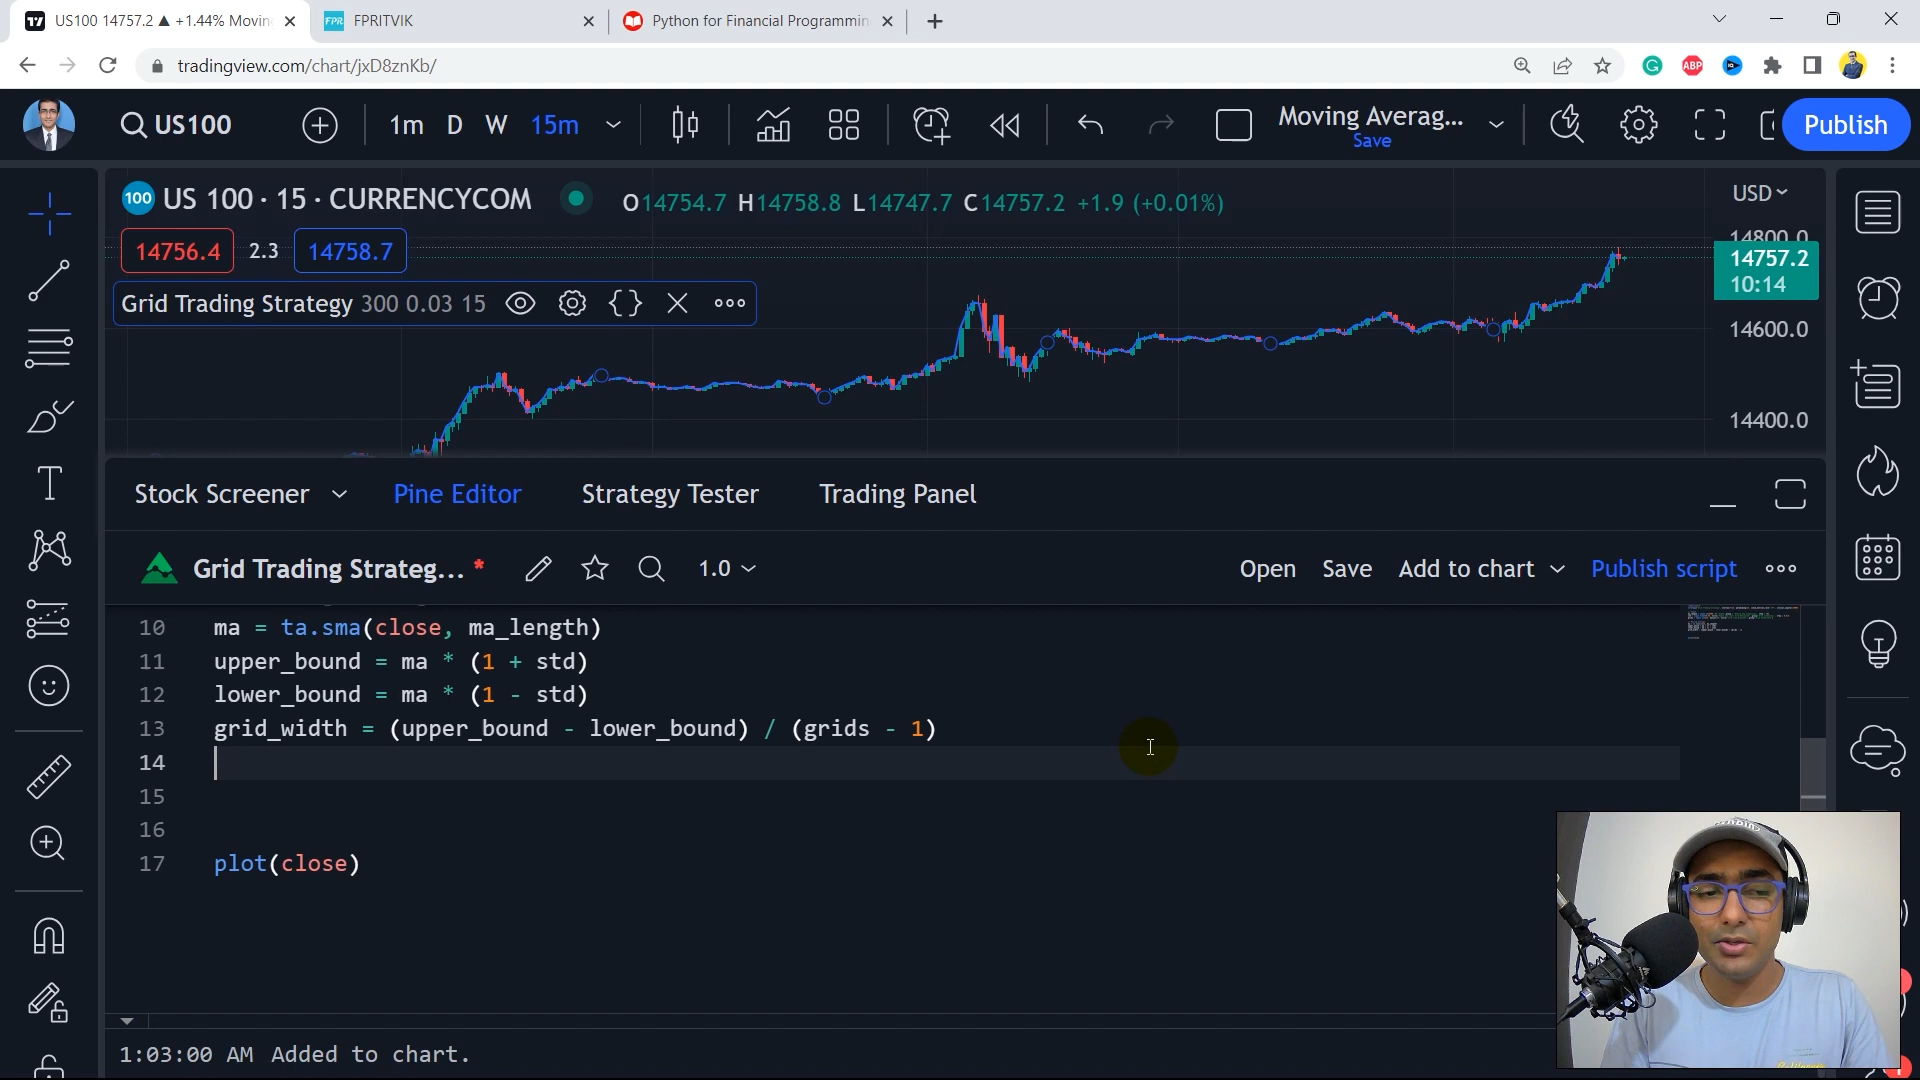 US100 14757.2 ▲ +1.44% Movin
FPR FPRITVIK
Python for Financial Programmin
tradingview.com/chart/jxD8znKb/
ABP
US100
1m D W 15m
Moving Averag...
Save
Publish
100 US 100 · 15 · CURRENCYCOM
O14754.7 H14758.8 L14747.7 C14757.2 +1.9 (+0.01%)
USD
14756.4 2.3 14758.7
14800.0
14757.2
10:14
Grid Trading Strategy 300 0.03 15
14600.0
14400.0
Stock Screener Pine Editor Strategy Tester Trading Panel
Grid Trading Strateg... * 1.0 Open Save Add to chart Publish script
10 ma = ta.sma(close, ma_length)
11 upper_bound = ma * (1 + std)
12 lower_bound = ma * (1 - std)
13 grid_width = (upper_bound - lower_bound) / (grids - 1)
14
15
16
17 plot(close)
1:03:00 AM Added to chart.